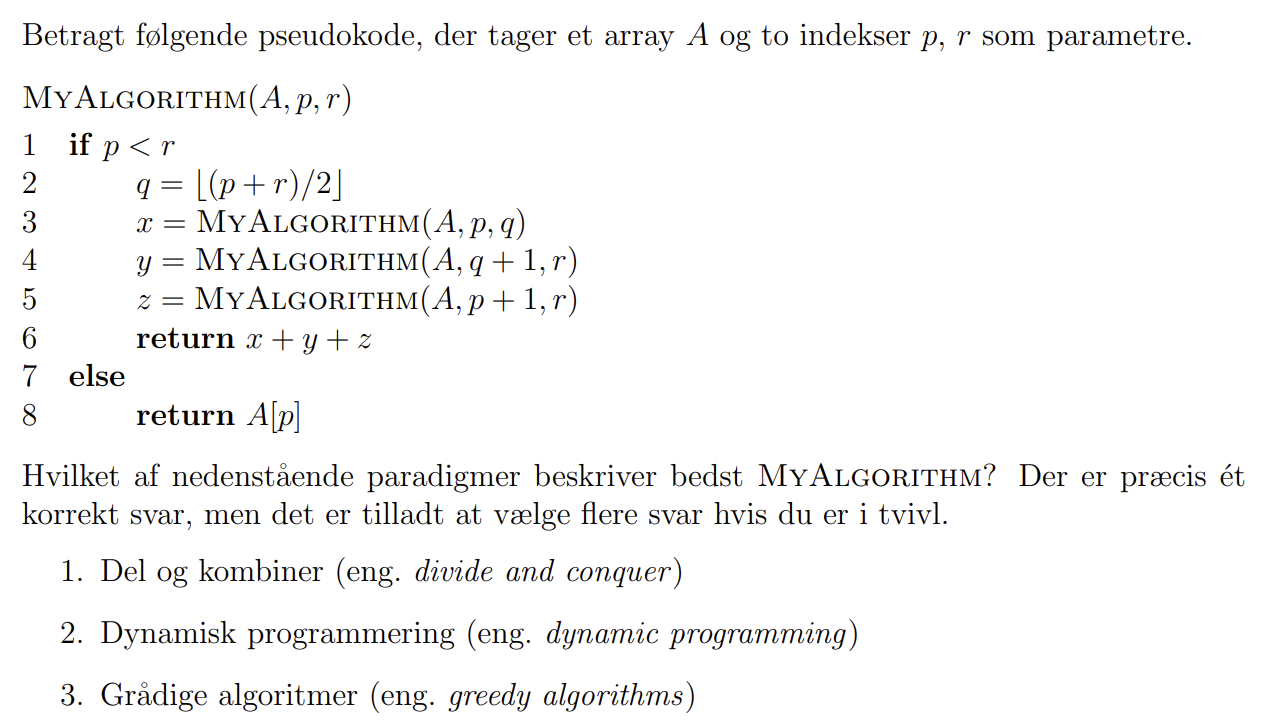 Betragt følgende pseudokode, der tager et array A og to indekser p, r som parametre.
MYALGORITHM(A, p, r)
1 if p < r
2 q = ⌊(p + r)/2⌋
3 x = MYALGORITHM(A, p, q)
4 y = MYALGORITHM(A, q + 1, r)
5 z = MYALGORITHM(A, p + 1, r)
6 return x + y + z
7 else
8 return A[p]
Hvilket af nedenstående paradigmer beskriver bedst MYALGORITHM? Der er præcis ét
korrekt svar, men det er tilladt at vælge flere svar hvis du er i tvivl.
1. Del og kombiner (eng. divide and conquer)
2. Dynamisk programmering (eng. dynamic programming)
3. Grådige algoritmer (eng. greedy algorithms)